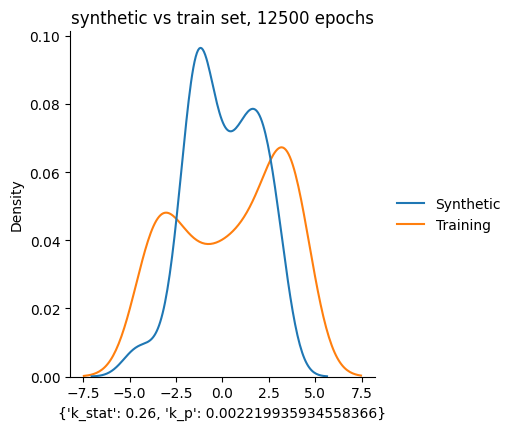 synthetic vs train set, 12500 epochs
0.10
0.08
0.06
0.04
0.02
0.00
Density
Synthetic
Training
−7.5 −5.0 −2.5 0.0 2.5 5.0 7.5
{'k_stat': 0.26, 'k_p': 0.002219935934558366}